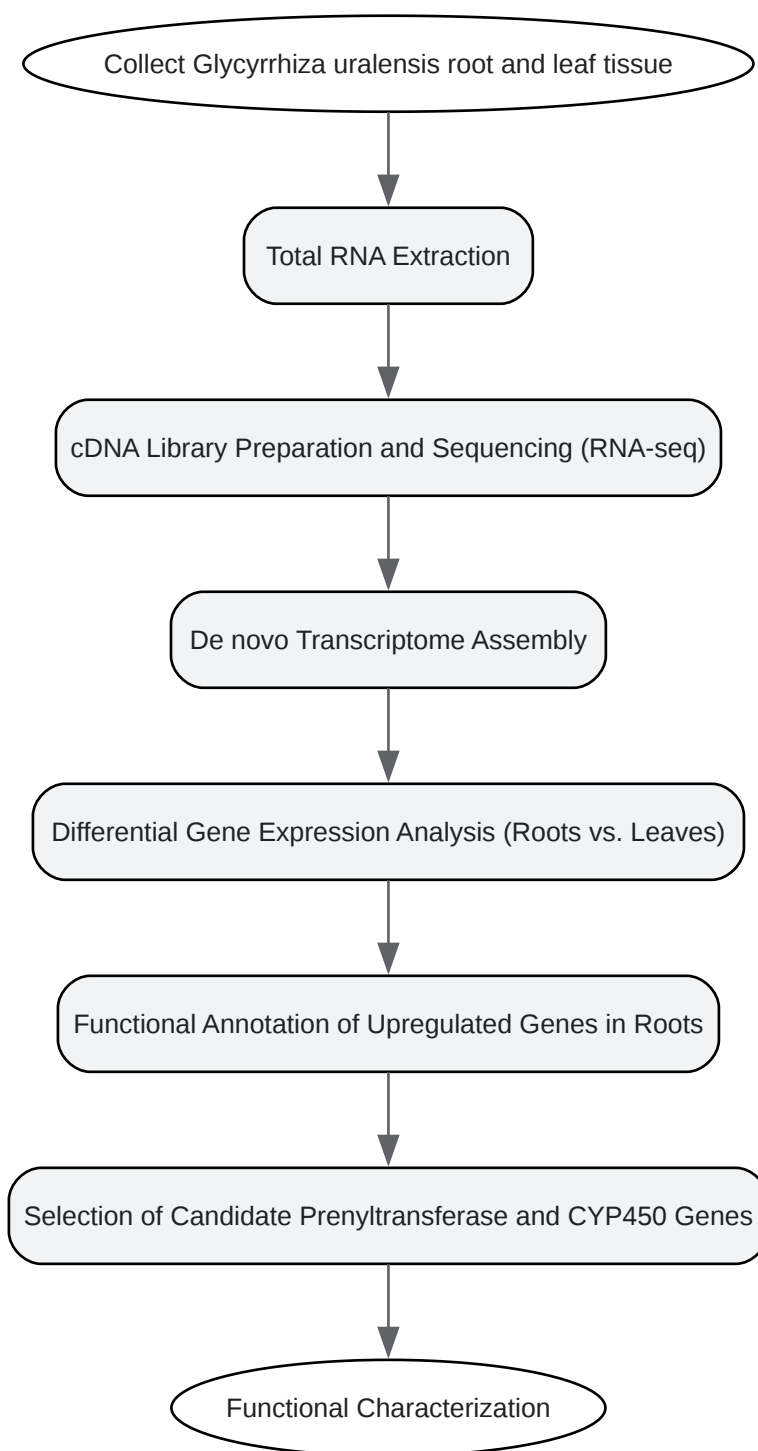 Collect Glycyrrhiza uralensis root and leaf tissue
Total RNA Extraction
cDNA Library Preparation and Sequencing (RNA-seq)
De novo Transcriptome Assembly
Differential Gene Expression Analysis (Roots vs. Leaves)
Functional Annotation of Upregulated Genes in Roots
Selection of Candidate Prenyltransferase and CYP450 Genes
Functional Characterization